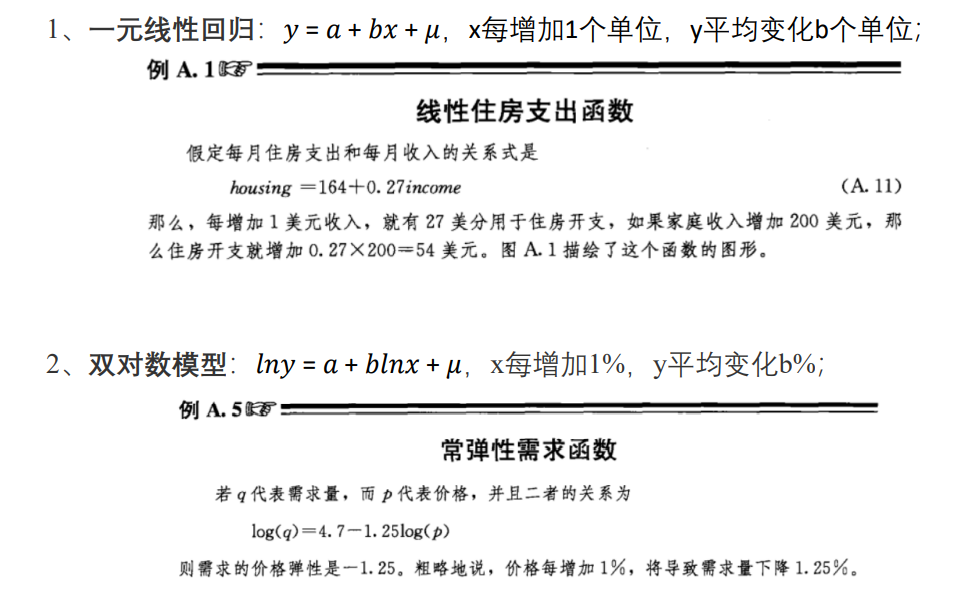 1、一元线性回归：y = a + bx + μ，x每增加1个单位，y平均变化b个单位；
例 A.1☞
线性住房支出函数
假定每月住房支出和每月收入的关系式是
housing =164+0.27income (A.11)
那么，每增加 1 美元收入，就有 27 美分用于住房开支，如果家庭收入增加 200 美元，那
么住房开支就增加 0.27×200=54 美元。图 A.1 描绘了这个函数的图形。
2、双对数模型：lny = a + blnx + μ，x每增加1%，y平均变化b%；
例 A.5☞
常弹性需求函数
若 q 代表需求量，而 p 代表价格，并且二者的关系为
log(q)=4.7－1.25log(p)
则需求的价格弹性是－1.25。粗略地说，价格每增加 1%，将导致需求量下降 1.25%。